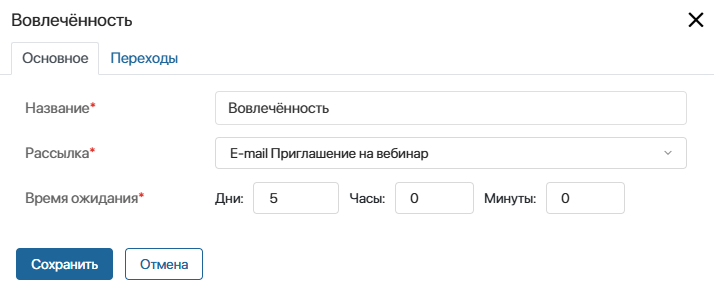 Вовлечённость
Основное Переходы
Название* Вовлечённость
Рассылка* E-mail Приглашение на вебинар
Время ожидания* Дни: 5 Часы: 0 Минуты: 0
Сохранить Отмена